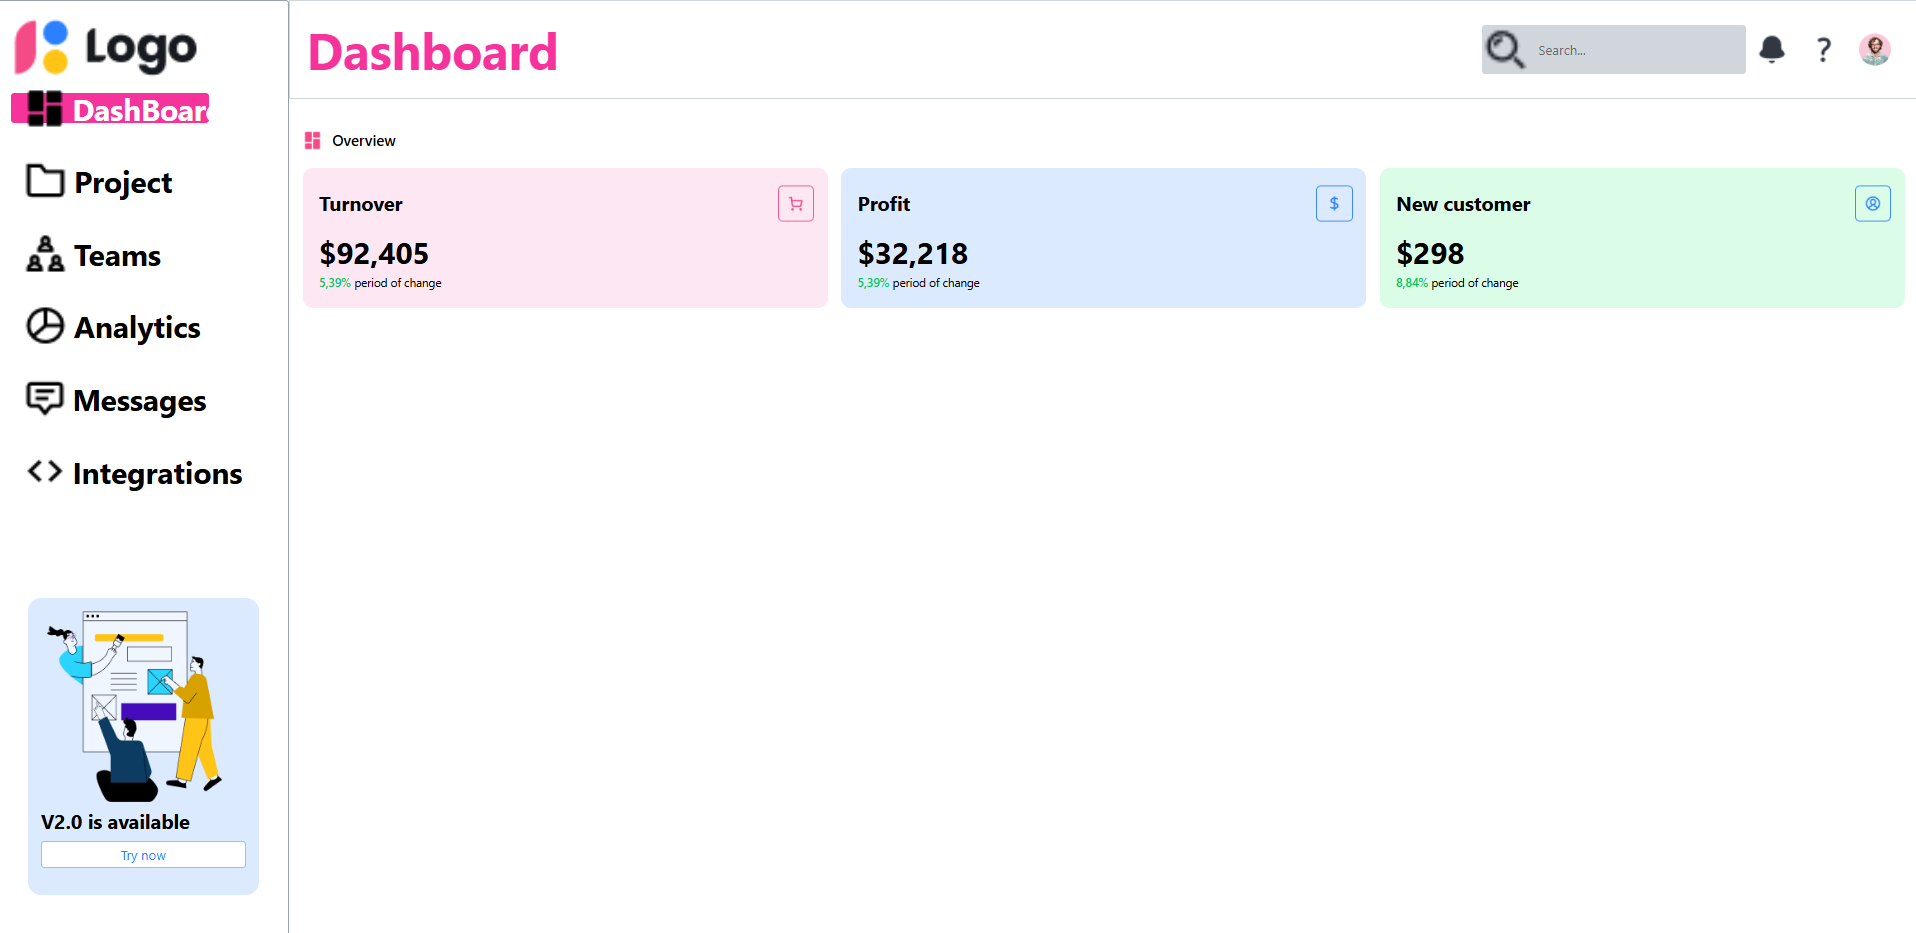 Logo
DashBoar
Project
Teams
Analytics
Messages
Integrations
V2.0 is available
Try now
Dashboard
Search...
Overview
Turnover
$92,405
5,39% period of change
Profit
$
$32,218
5,39% period of change
New customer
$298
8,84% period of change